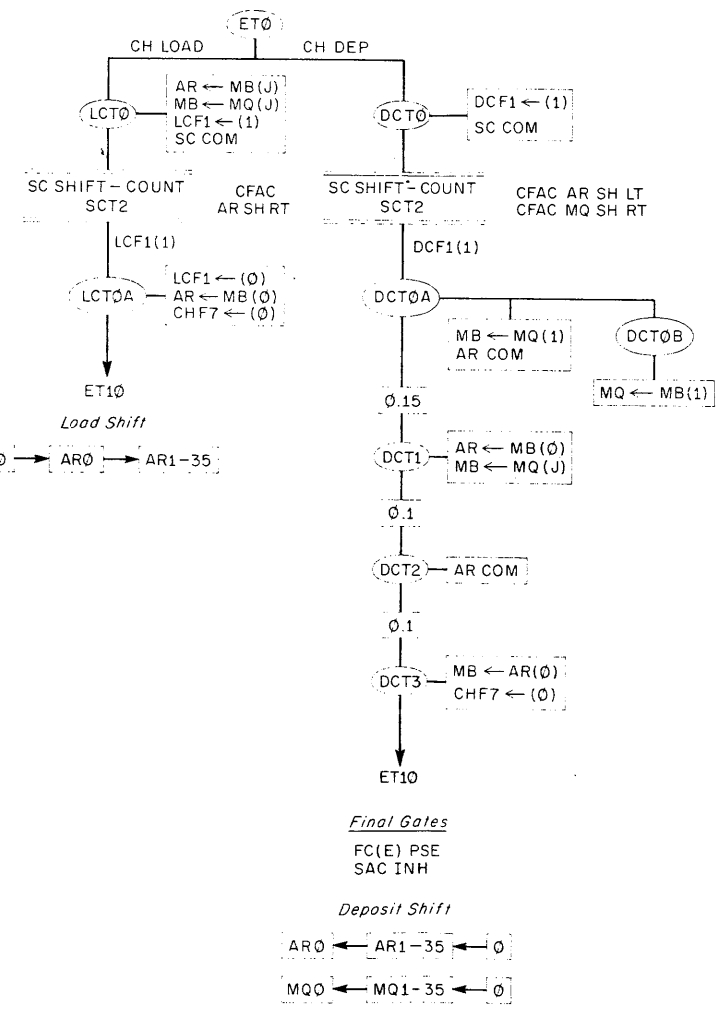 ETØ
CH LOAD
CH DEP
LCTØ
AR ← MB(J)
MB ← MQ(J)
LCF1 ← (1)
SC COM
DCTØ
DCF1 ← (1)
SC COM
SC SHIFT-COUNT
SCT2
CFAC
AR SH RT
SC SHIFT-COUNT
SCT2
CFAC AR SH LT
CFAC MQ SH RT
LCF1(1)
DCF1(1)
LCTØA
LCF1 ← (Ø)
AR ← MB(Ø)
CHF7 ← (Ø)
DCTØA
MB ← MQ(1)
AR COM
DCTØB
MQ ← MB(1)
ET1Ø
Load Shift
Ø → ARØ → AR1-35
Ø.15
DCT1
AR ← MB(Ø)
MB ← MQ(J)
Ø.1
DCT2
AR COM
Ø.1
DCT3
MB ← AR(Ø)
CHF7 ← (Ø)
ET1Ø
Final Gates
FC(E) PSE
SAC INH
Deposit Shift
ARØ ← AR1-35 ← Ø
MQØ ← MQ1-35 ← Ø